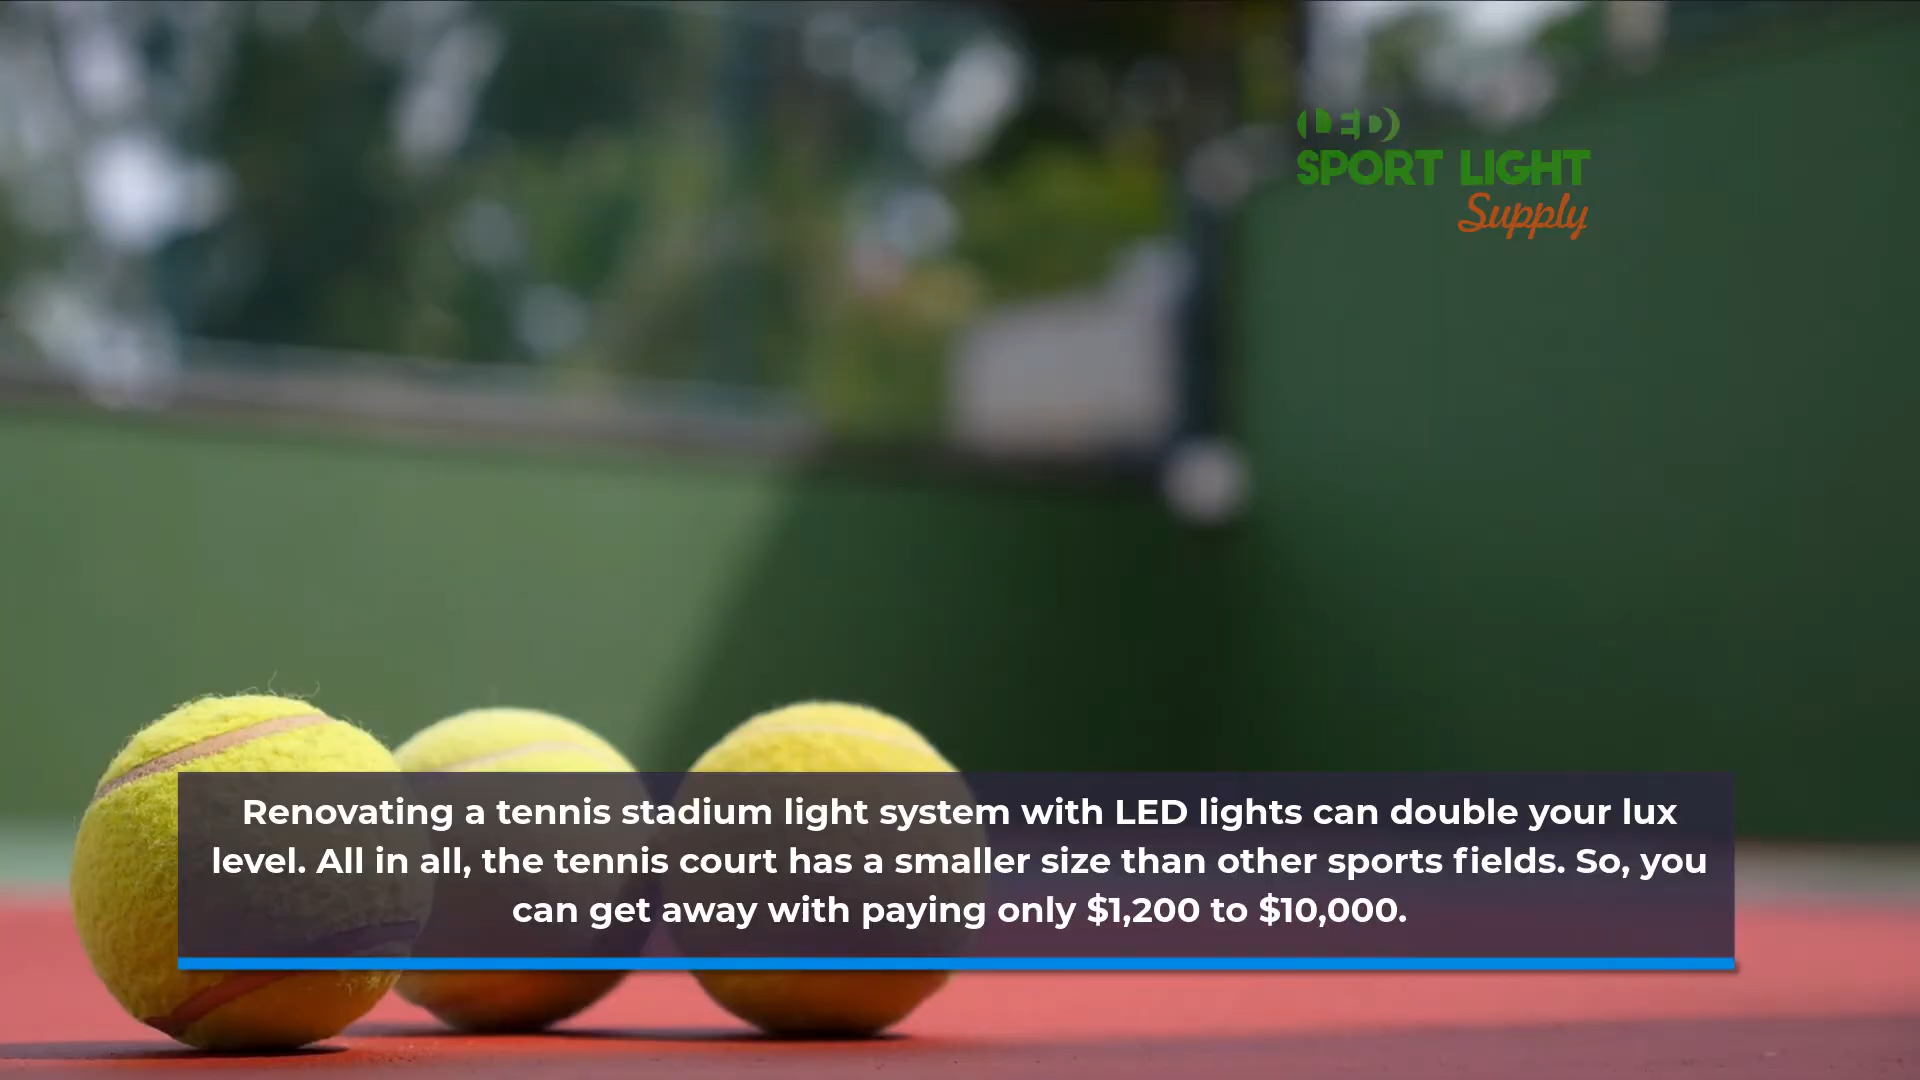 LED
SPORT LIGHT
Supply
Renovating a tennis stadium light system with LED lights can double your lux
level. All in all, the tennis court has a smaller size than other sports fields. So, you
can get away with paying only $1,200 to $10,000.